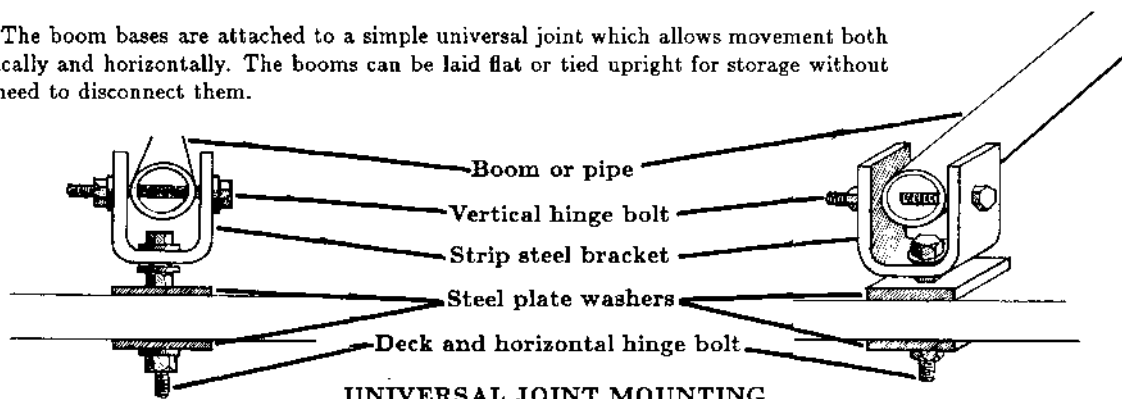 The boom bases are attached to a simple universal joint which allows movement both
cally and horizontally. The booms can be laid flat or tied upright for storage without
need to disconnect them.
Boom or pipe
Vertical hinge bolt
Strip steel bracket
Steel plate washers
Deck and horizontal hinge bolt
UNIVERSAL JOINT MOUNTING